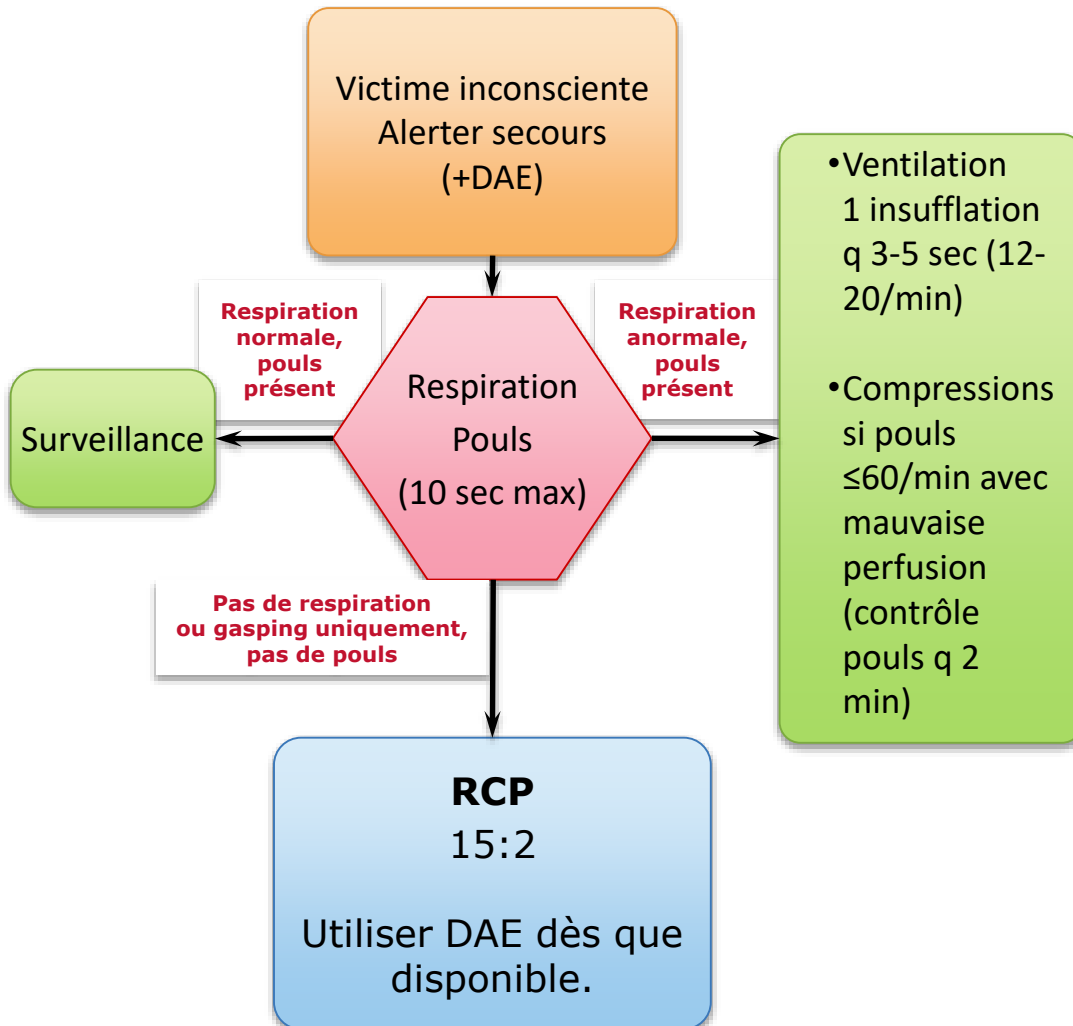 Victime inconsciente
Alerter secours
(+DAE)
Respiration
normale,
pouls
présent
Respiration
anormale,
pouls
présent
Surveillance
Respiration
Pouls
(10 sec max)
•Ventilation
1 insufflation
q 3-5 sec (12-
20/min)
•Compressions
si pouls
≤60/min avec
mauvaise
perfusion
(contrôle
pouls q 2
min)
Pas de respiration
ou gasping uniquement,
pas de pouls
RCP
15:2
Utiliser DAE dès que
disponible.